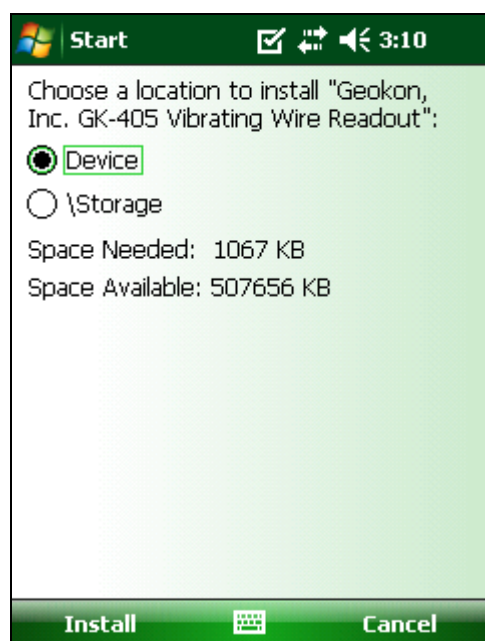 Start 3:10
Choose a location to install "Geokon,
Inc. GK-405 Vibrating Wire Readout":
Device
\Storage
Space Needed: 1067 KB
Space Available: 507656 KB
Install Cancel